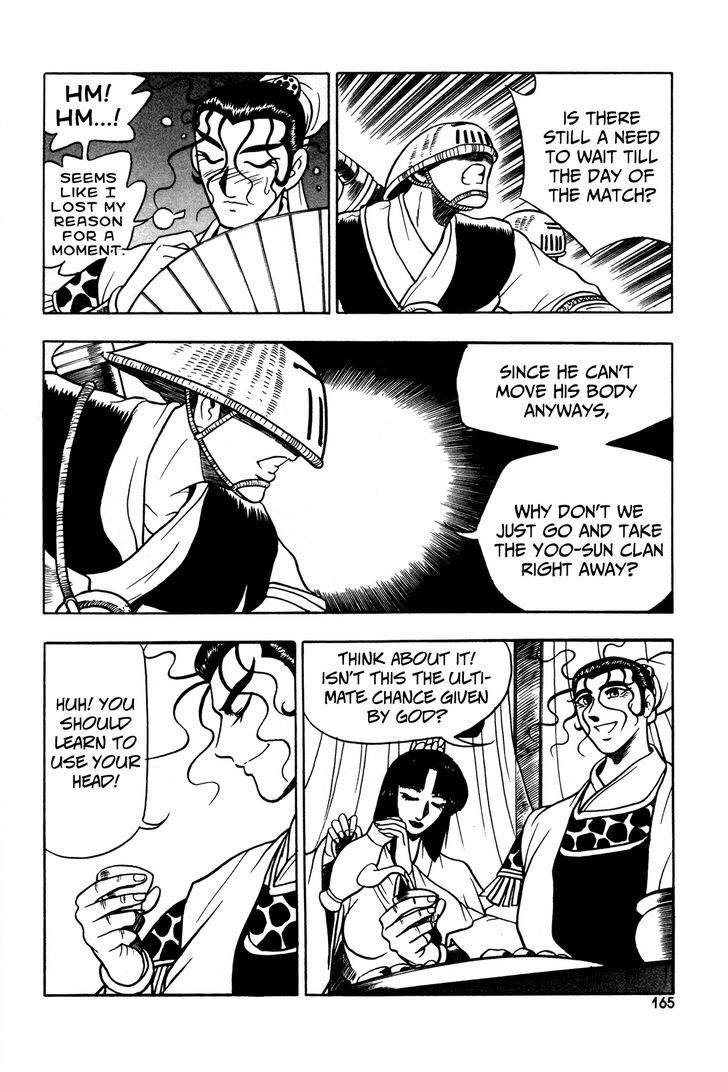 HM!
HM...!
SEEMS
LIKE I
LOST MY
REASON
FOR A
MOMENT.
IS THERE
STILL A NEED
TO WAIT TILL
THE DAY OF
THE MATCH?
SINCE HE CAN'T
MOVE HIS BODY
ANYWAYS,
WHY DON'T WE
JUST GO AND TAKE
THE YOO-SUN CLAN
RIGHT AWAY?
HUH! YOU
SHOULD
LEARN TO
USE YOUR
HEAD!
THINK ABOUT IT!
ISN'T THIS THE ULTI-
MATE CHANCE GIVEN
BY GOD?
165